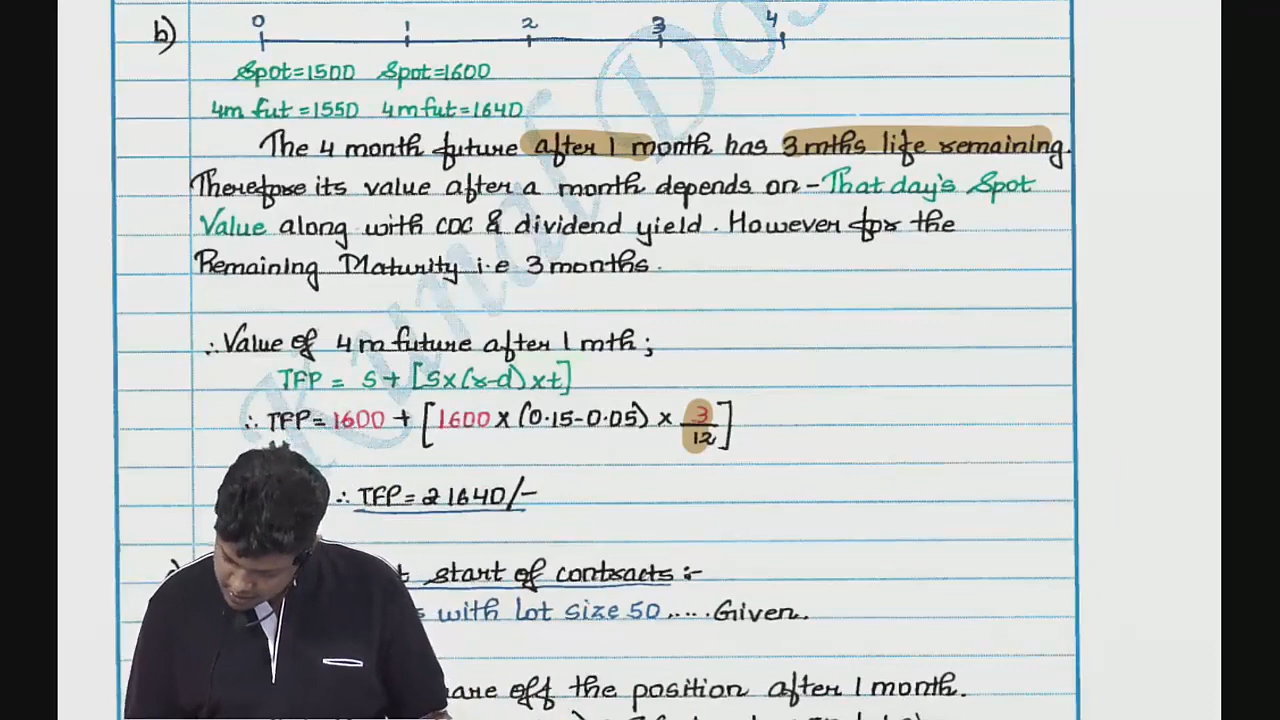 b)
0 1 2 3 4
Spot=1500 Spot=1600
4m fut=1550 4m fut=1640
The 4 month future after 1 month has 3 mths life remaining.
Therefore its value after a month depends on - That day's Spot
Value along with COC & dividend yield. However for the
Remaining Maturity i.e 3 months.
∴ Value of 4m future after 1 mth;
TFP = S + [S×(r-d)×t]
∴ TFP = 1600 + [1600 × (0.15-0.05) × 3/12]
∴ TFP = ₹ 1640/-
start of contracts :-
with lot size 50..... Given.
off the position after 1 month.
Kunal Dos